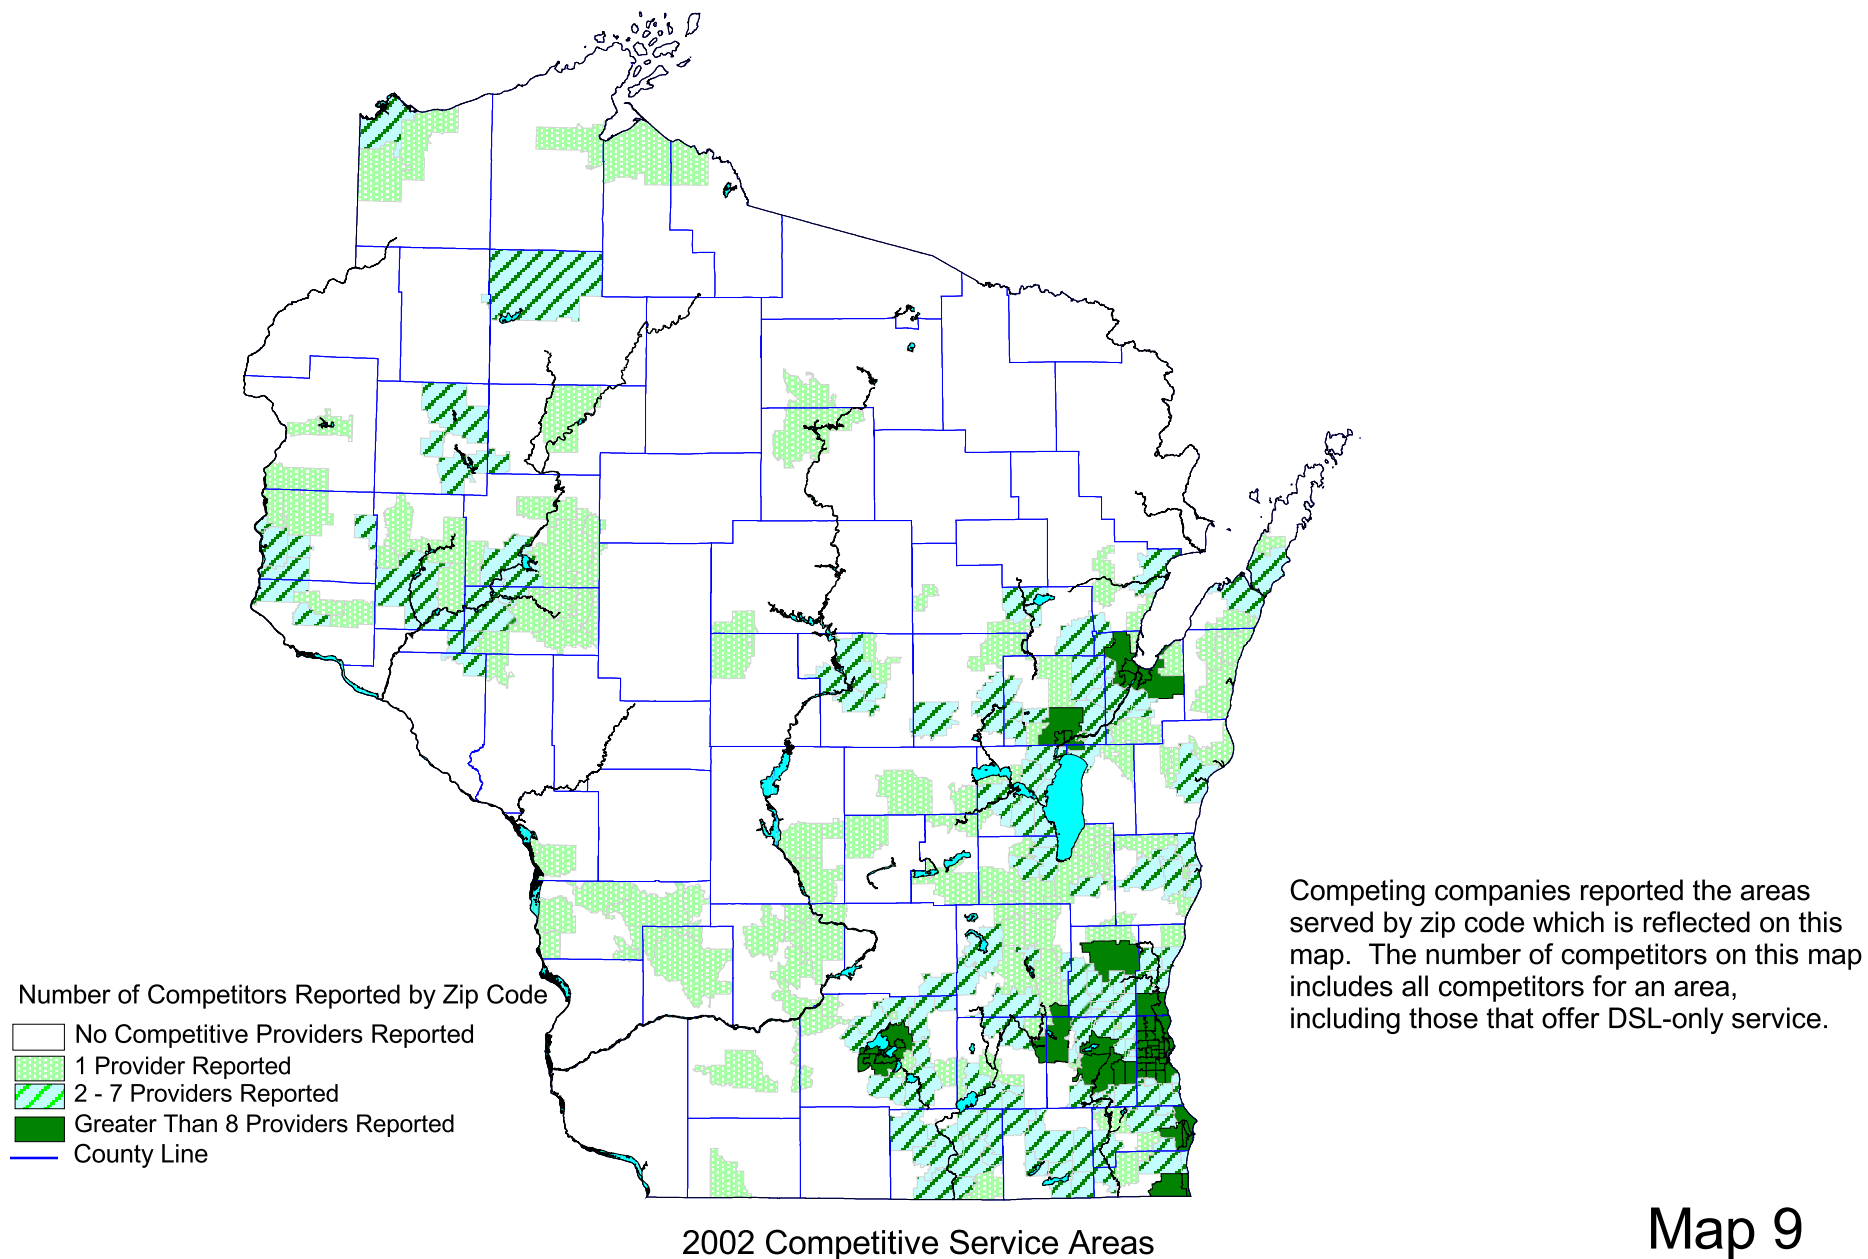 Competing companies reported the areas
served by zip code which is reflected on this
map.  The number of competitors on this map
includes all competitors for an area,
including those that offer DSL-only service.
Number of Competitors Reported by Zip Code
No Competitive Providers Reported
1 Provider Reported
2 - 7 Providers Reported
Greater Than 8 Providers Reported
County Line
2002 Competitive Service Areas
Map 9